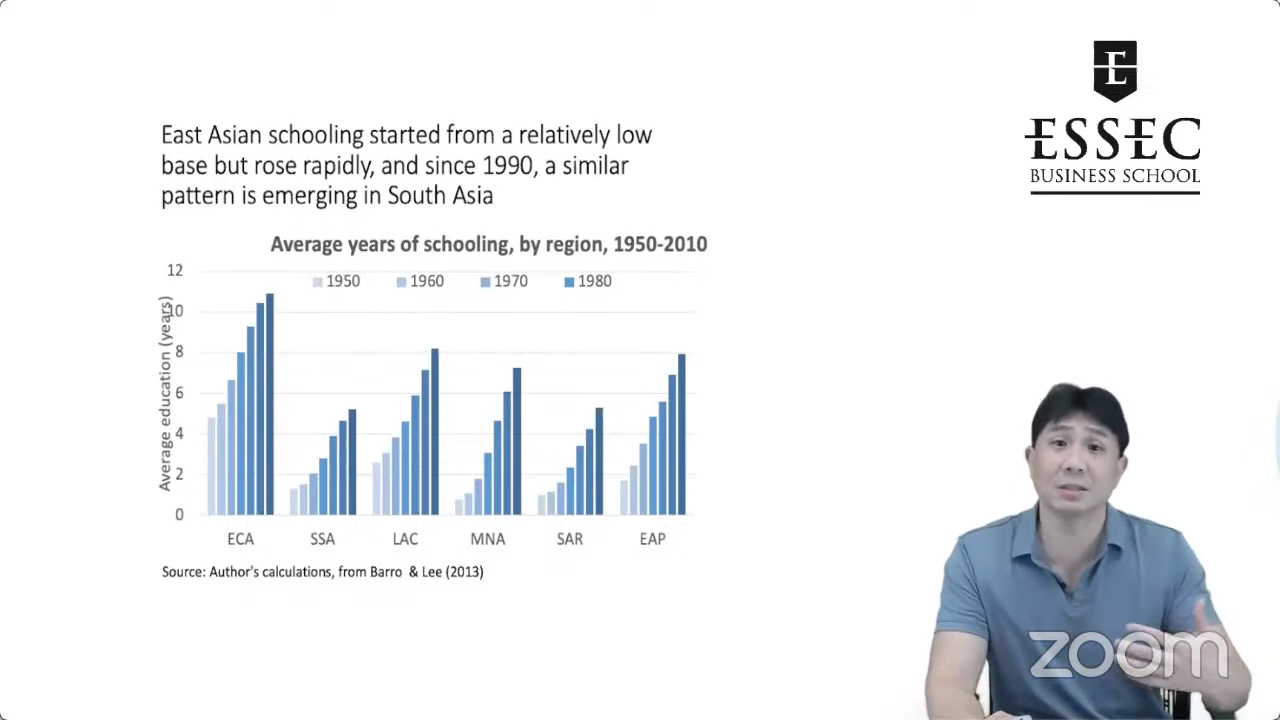 E
ESSEC
BUSINESS SCHOOL
East Asian schooling started from a relatively low
base but rose rapidly, and since 1990, a similar
pattern is emerging in South Asia
Average years of schooling, by region, 1950-2010
1950 1960 1970 1980
Average education (years)
12
10
8
6
4
2
0
ECA SSA LAC MNA SAR EAP
Source: Author's calculations, from Barro & Lee (2013)
zoom